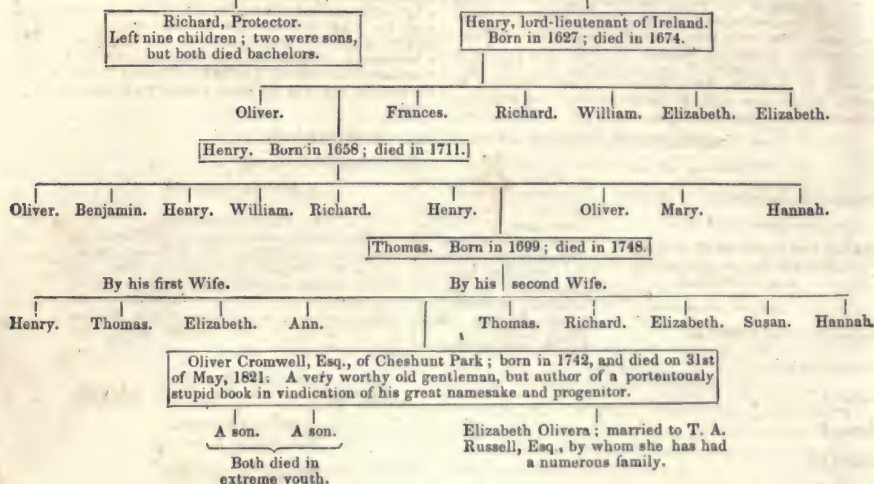 Richard, Protector.
Left nine children; two were sons,
but both died bachelors.
Henry, lord-lieutenant of Ireland.
Born in 1627; died in 1674.
Oliver. Frances. Richard. William. Elizabeth. Elizabeth.
Henry. Born in 1658; died in 1711.
Oliver. Benjamin. Henry. William. Richard. Henry. Oliver. Mary. Hannah.
Thomas. Born in 1699; died in 1748.
By his first Wife. By his second Wife.
Henry. Thomas. Elizabeth. Ann. Thomas. Richard. Elizabeth. Susan. Hannah.
Oliver Cromwell, Esq., of Cheshunt Park; born in 1742, and died on 31st
of May, 1821. A very worthy old gentleman, but author of a portentously
stupid book in vindication of his great namesake and progenitor.
A son. A son.
Both died in
extreme youth.
Elizabeth Olivera; married to T. A.
Russell, Esq., by whom she has had
a numerous family.